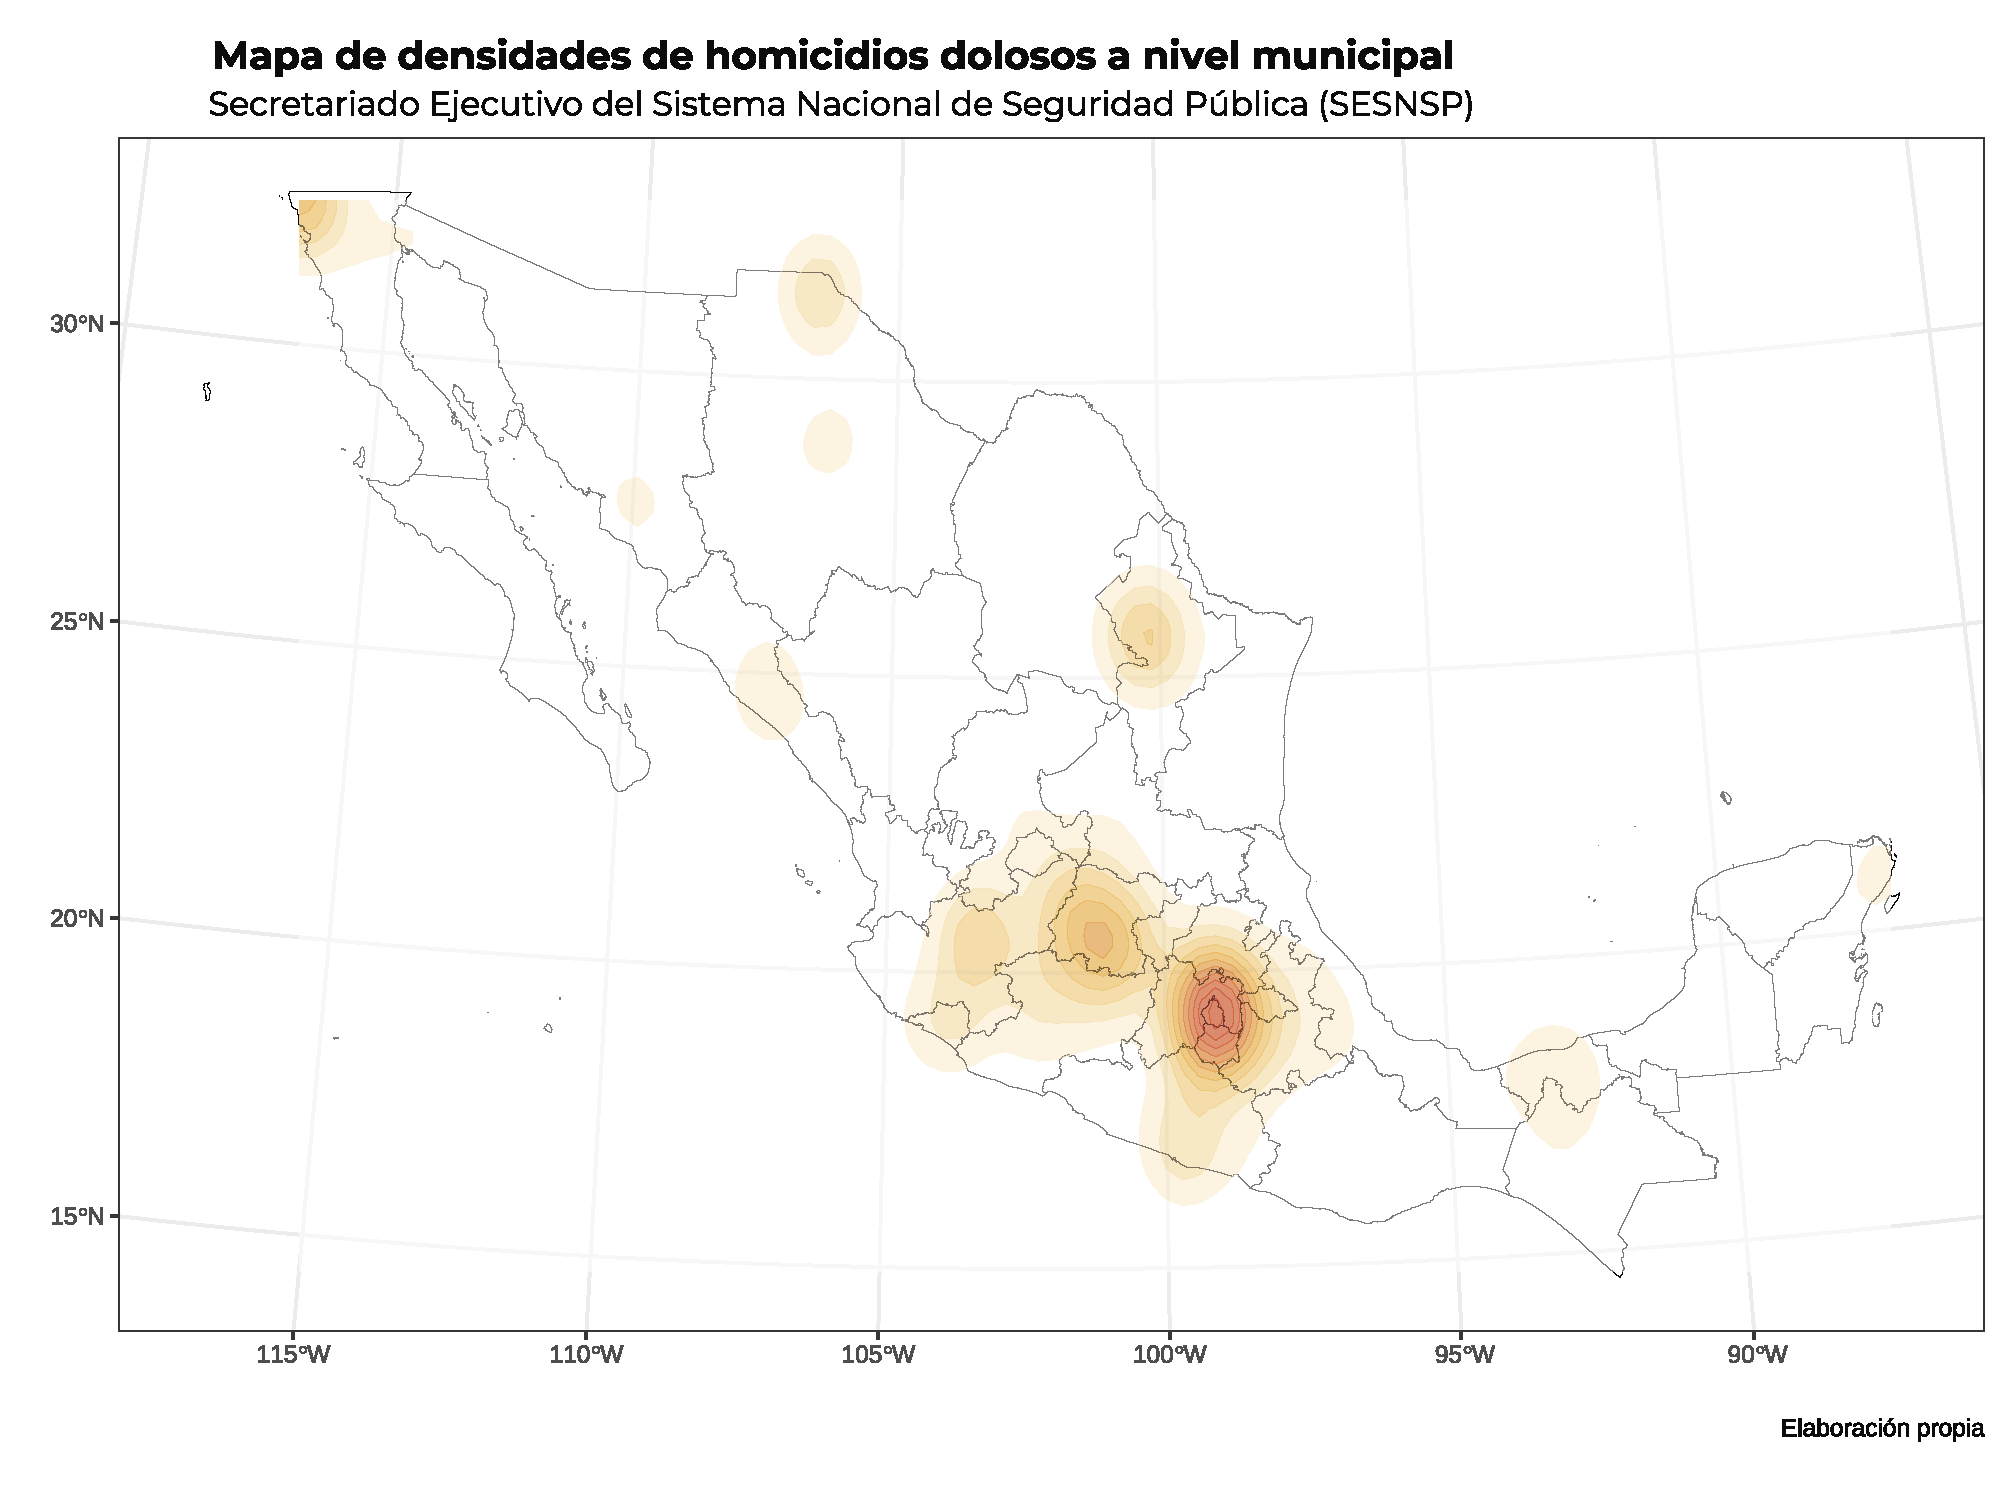 Mapa de densidades de homicidios dolosos a nivel municipal
Secretariado Ejecutivo del Sistema Nacional de Seguridad Pública (SESNSP)
30°N
25°N
20°N
15°N
115°W 110°W 105°W 100°W 95°W 90°W
Elaboración propia